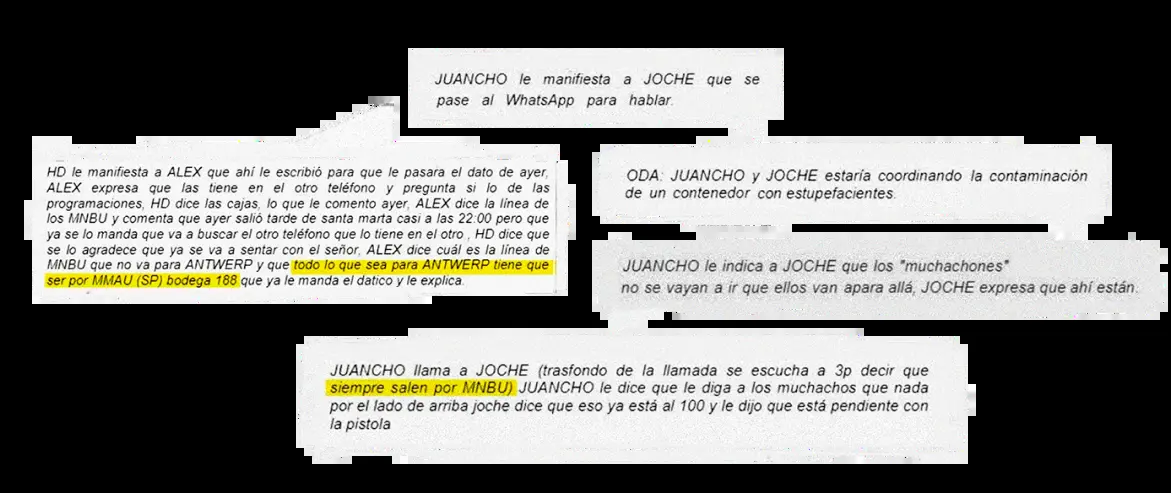 JUANCHO le manifiesta a JOCHE que se
pase al WhatsApp para hablar.
HD le manifiesta a ALEX que ahí le escribió para que le pasara el dato de ayer,
ALEX expresa que las tiene en el otro teléfono y pregunta si lo de las
programaciones, HD dice las cajas, lo que le comento ayer, ALEX dice la línea de
los MNBU y comenta que ayer salió tarde de santa marta casi a las 22:00 pero que
ya se lo manda que va a buscar el otro teléfono que lo tiene en el otro , HD dice que
se lo agradece que ya se va a sentar con el señor, ALEX dice cuál es la línea de
MNBU que no va para ANTWERP y que todo lo que sea para ANTWERP tiene que
ser por MMAU (SP) bodega 188 que ya le manda el datico y le explica.
ODA: JUANCHO y JOCHE estaría coordinando la contaminación
de un contenedor con estupefacientes.
JUANCHO le indica a JOCHE que los "muchachones"
no se vayan a ir que ellos van apara allá, JOCHE expresa que ahí están.
JUANCHO llama a JOCHE (trasfondo de la llamada se escucha a 3p decir que
siempre salen por MNBU) JUANCHO le dice que le diga a los muchachos que nada
por el lado de arriba joche dice que eso ya está al 100 y le dijo que está pendiente con
la pistola